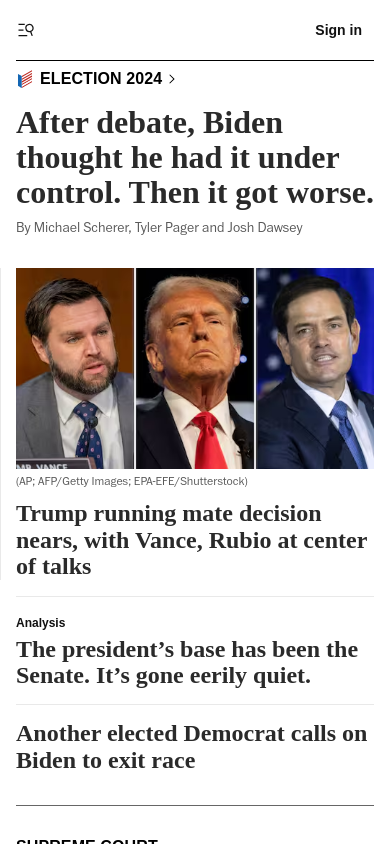 Sign in
ELECTION 2024
After debate, Biden
thought he had it under
control. Then it got worse.
By Michael Scherer, Tyler Pager and Josh Dawsey
MR. VANCE
(AP; AFP/Getty Images; EPA-EFE/Shutterstock)
Trump running mate decision
nears, with Vance, Rubio at center
of talks
Analysis
The president’s base has been the
Senate. It’s gone eerily quiet.
Another elected Democrat calls on
Biden to exit race
SUPREME COURT